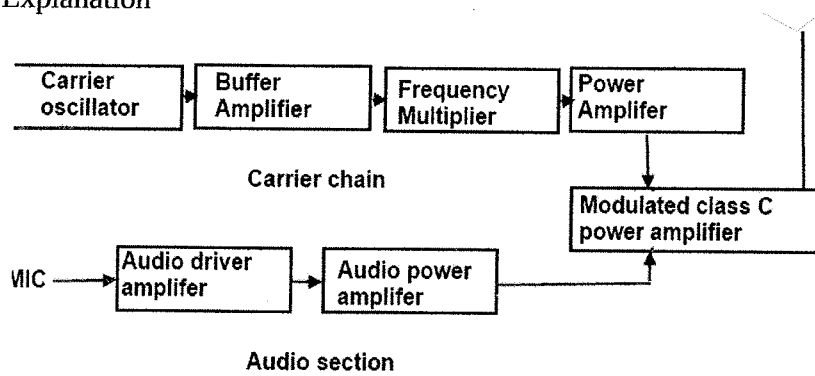 Explanation
Carrier
oscillator
Buffer
Amplifier
Frequency
Multiplier
Power
Amplifer
Carrier chain
Modulated class C
power amplifier
MIC
Audio driver
amplifer
Audio power
amplifer
Audio section